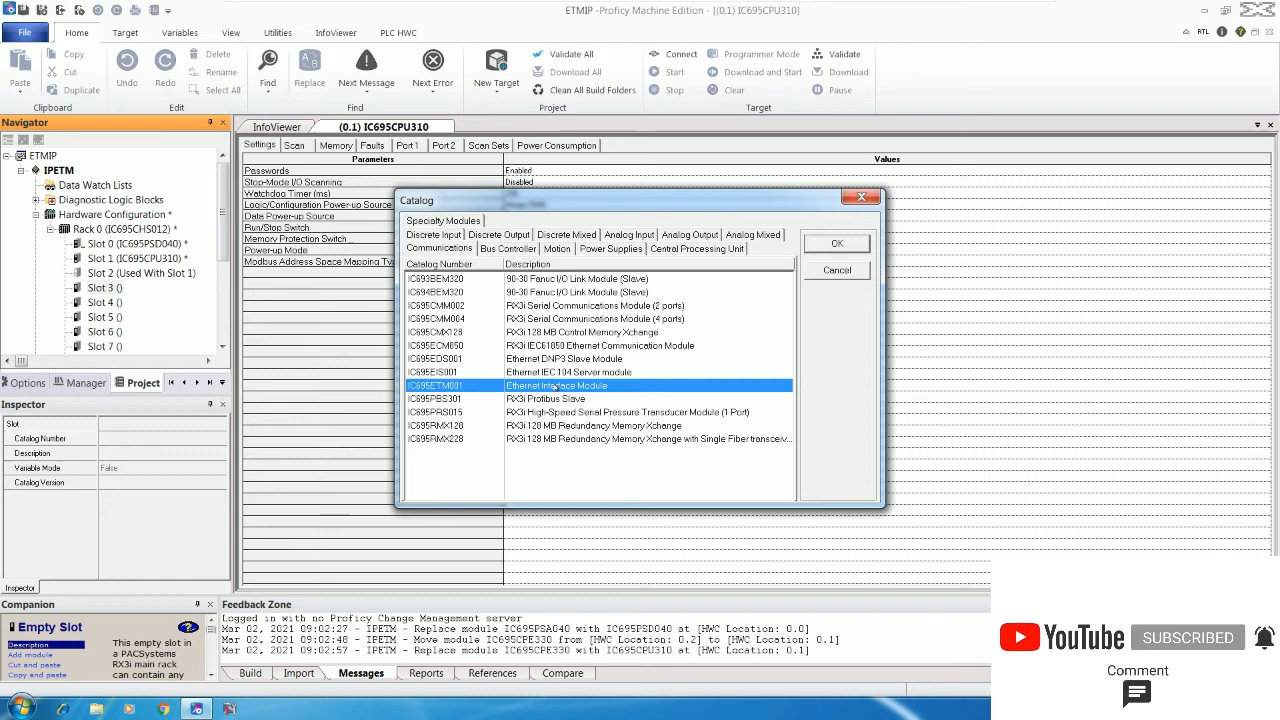 ETMIP - Proficy Machine Edition - [(0.1) IC695CPU310]
File Home Target Variables View Utilities InfoViewer PLC HWC RTL
Paste Copy Cut Duplicate Undo Redo Delete Rename Select All Find Replace Next Message Next Error New Target Validate All Download All Clean All Build Folders Connect Start Stop Programmer Mode Download and Start Clear Validate Download Pause
Clipboard Edit Find Project Target
Navigator
ETMIP
IPETM
Data Watch Lists
Diagnostic Logic Blocks
Hardware Configuration *
Rack 0 (IC695CHS012) *
Slot 0 (IC695PSD040) *
Slot 1 (IC695CPU310) *
Slot 2 (Used With Slot 1)
Slot 3 ()
Slot 4 ()
Slot 5 ()
Slot 6 ()
Slot 7 ()
Options Manager Project
Inspector
Slot
Catalog Number
Description
Variable Mode False
Catalog Version
Inspector
Companion
Empty Slot
Description
Add module
Cut and paste
Copy and paste
This empty slot in
a PACSystems
RX3i main rack
can contain any
InfoViewer (0.1) IC695CPU310
Settings Scan Memory Faults Port 1 Port 2 Scan Sets Power Consumption
Parameters Values
Passwords Enabled
Stop-Mode I/O Scanning Disabled
Watchdog Timer (ms)
Logic/Configuration Power-up Source
Data Power-up Source
Run/Stop Switch
Memory Protection Switch
Power-up Mode
Modbus Address Space Mapping Typ
Catalog
Specialty Modules
Discrete Input Discrete Output Discrete Mixed Analog Input Analog Output Analog Mixed
Communications Bus Controller Motion Power Supplies Central Processing Unit
Catalog Number Description
IC693BEM320 90-30 Fanuc I/O Link Module (Slave)
IC694BEM320 90-30 Fanuc I/O Link Module (Slave)
IC695CMM002 RX3i Serial Communications Module (2 ports)
IC695CMM004 RX3i Serial Communications Module (4 ports)
IC695CMX128 RX3i 128 MB Control Memory Xchange
IC695ECM850 RX3i IEC61850 Ethernet Communication Module
IC695EDS001 Ethernet DNP3 Slave Module
IC695EIS001 Ethernet IEC 104 Server module
IC695ETM001 Ethernet Interface Module
IC695PBS301 RX3i Profibus Slave
IC695PRS015 RX3i High-Speed Serial Pressure Transducer Module (1 Port)
IC695RMX128 RX3i 128 MB Redundancy Memory Xchange
IC695RMX228 RX3i 128 MB Redundancy Memory Xchange with Single Fiber transceiv...
OK
Cancel
Feedback Zone
Logged in with no Proficy Change Management server
Mar 02, 2021 09:02:27 - IPETM - Replace module IC695PSA040 with IC695PSD040 at [HWC Location: 0.0]
Mar 02, 2021 09:02:48 - IPETM - Move module IC695CPE330 from [HWC Location: 0.2] to [HWC Location: 0.1]
Mar 02, 2021 09:02:57 - IPETM - Replace module IC695CPE330 with IC695CPU310 at [HWC Location: 0.1]
Build Import Messages Reports References Compare
YouTube SUBSCRIBED
Comment